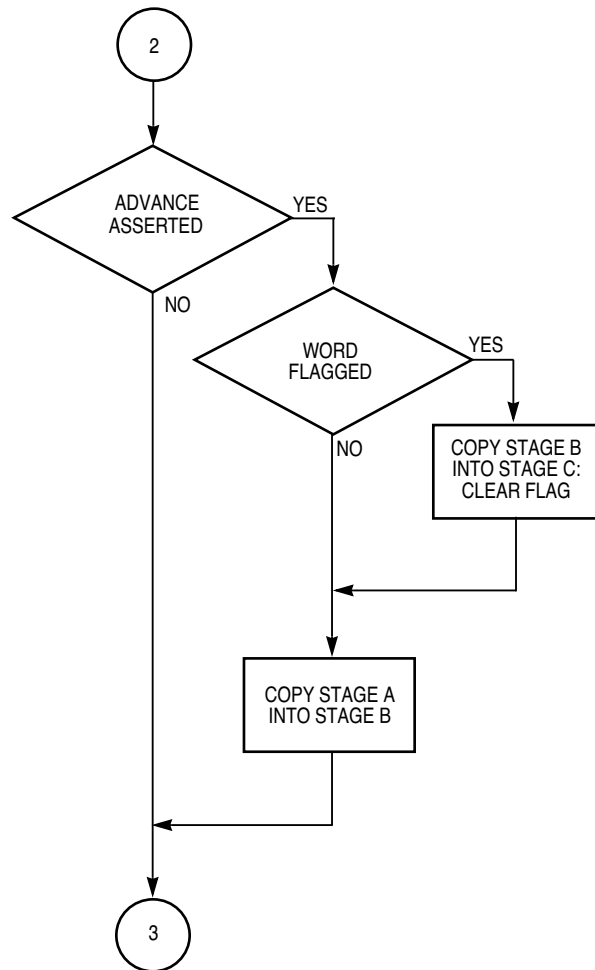 2
ADVANCE
ASSERTED
YES
NO
WORD
FLAGGED
YES
NO
COPY STAGE B
INTO STAGE C:
CLEAR FLAG
COPY STAGE A
INTO STAGE B
3